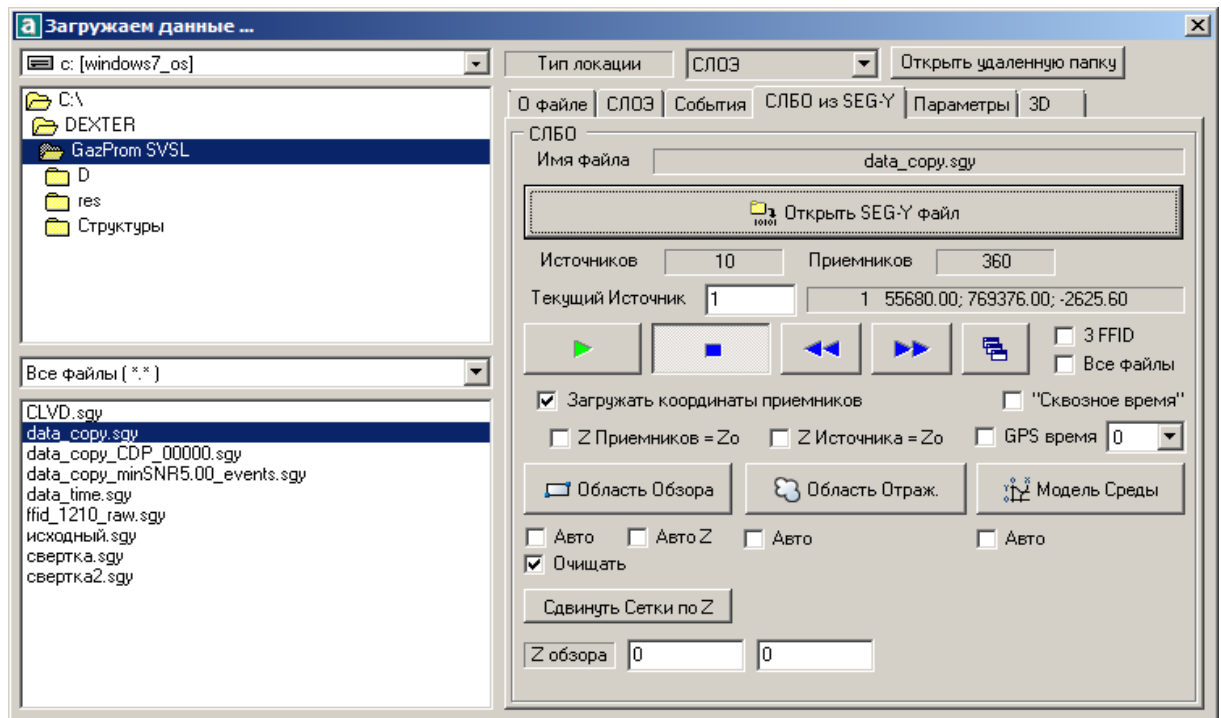 a Загружаем данные ...
c: [windows7_os]
C:\
DEXTER
GazProm SVSL
D
res
Структуры
Все файлы ( *.* )
CLVD.sgy
data_copy.sgy
data_copy_CDP_00000.sgy
data_copy_minSNR5.00_events.sgy
data_time.sgy
ffid_1210_raw.sgy
исходный.sgy
свертка.sgy
свертка2.sgy
Тип локации СЛОЭ Открыть удаленную папку
О файле СЛОЭ События СЛБО из SEG-Y Параметры 3D
СЛБО
Имя файла data_copy.sgy
Открыть SEG-Y файл
Источников 10 Приемников 360
Текущий Источник 1 1 55680.00; 769376.00; -2625.60
3 FFID
Все файлы
Загружать координаты приемников "Сквозное время"
Z Приемников = Zo Z Источника = Zo GPS время 0
Область Обзора Область Отраж. Модель Среды
Авто Авто Z Авто Авто
Очищать
Сдвинуть Сетки по Z
Z обзора 0 0